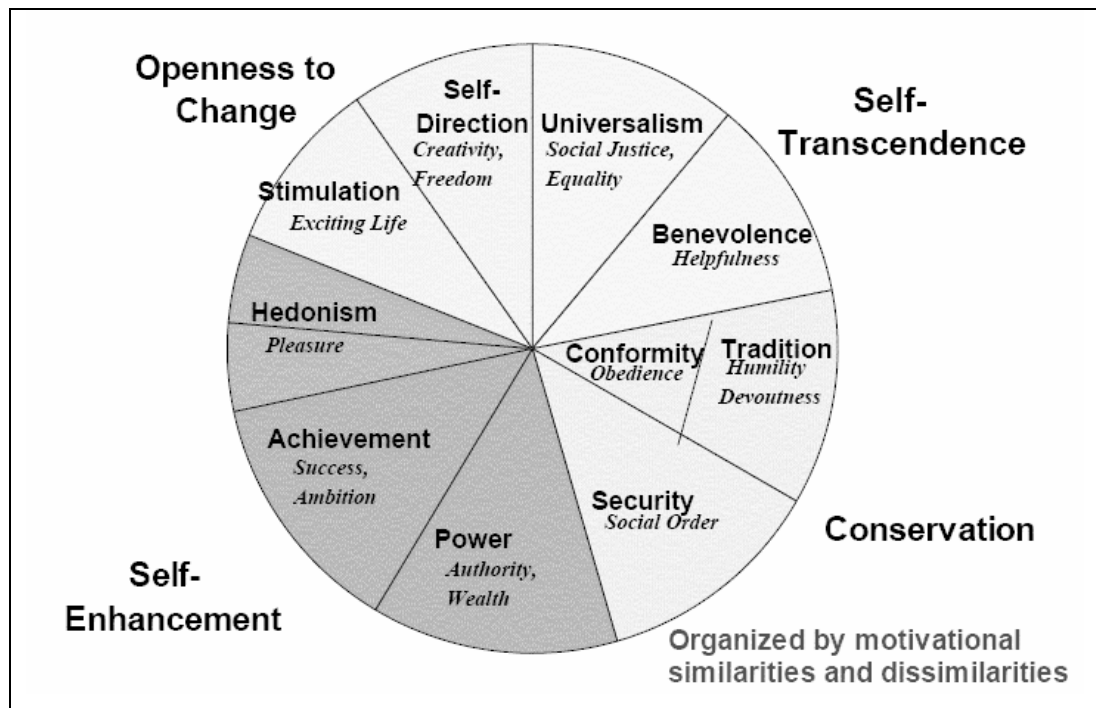 Openness to
Change
Self-
Transcendence
Self-
Direction
Creativity,
Freedom
Universalism
Social Justice,
Equality
Stimulation
Exciting Life
Benevolence
Helpfulness
Hedonism
Pleasure
Conformity
Obedience
Tradition
Humility
Devoutness
Achievement
Success,
Ambition
Security
Social Order
Power
Authority,
Wealth
Conservation
Self-
Enhancement
Organized by motivational
similarities and dissimilarities